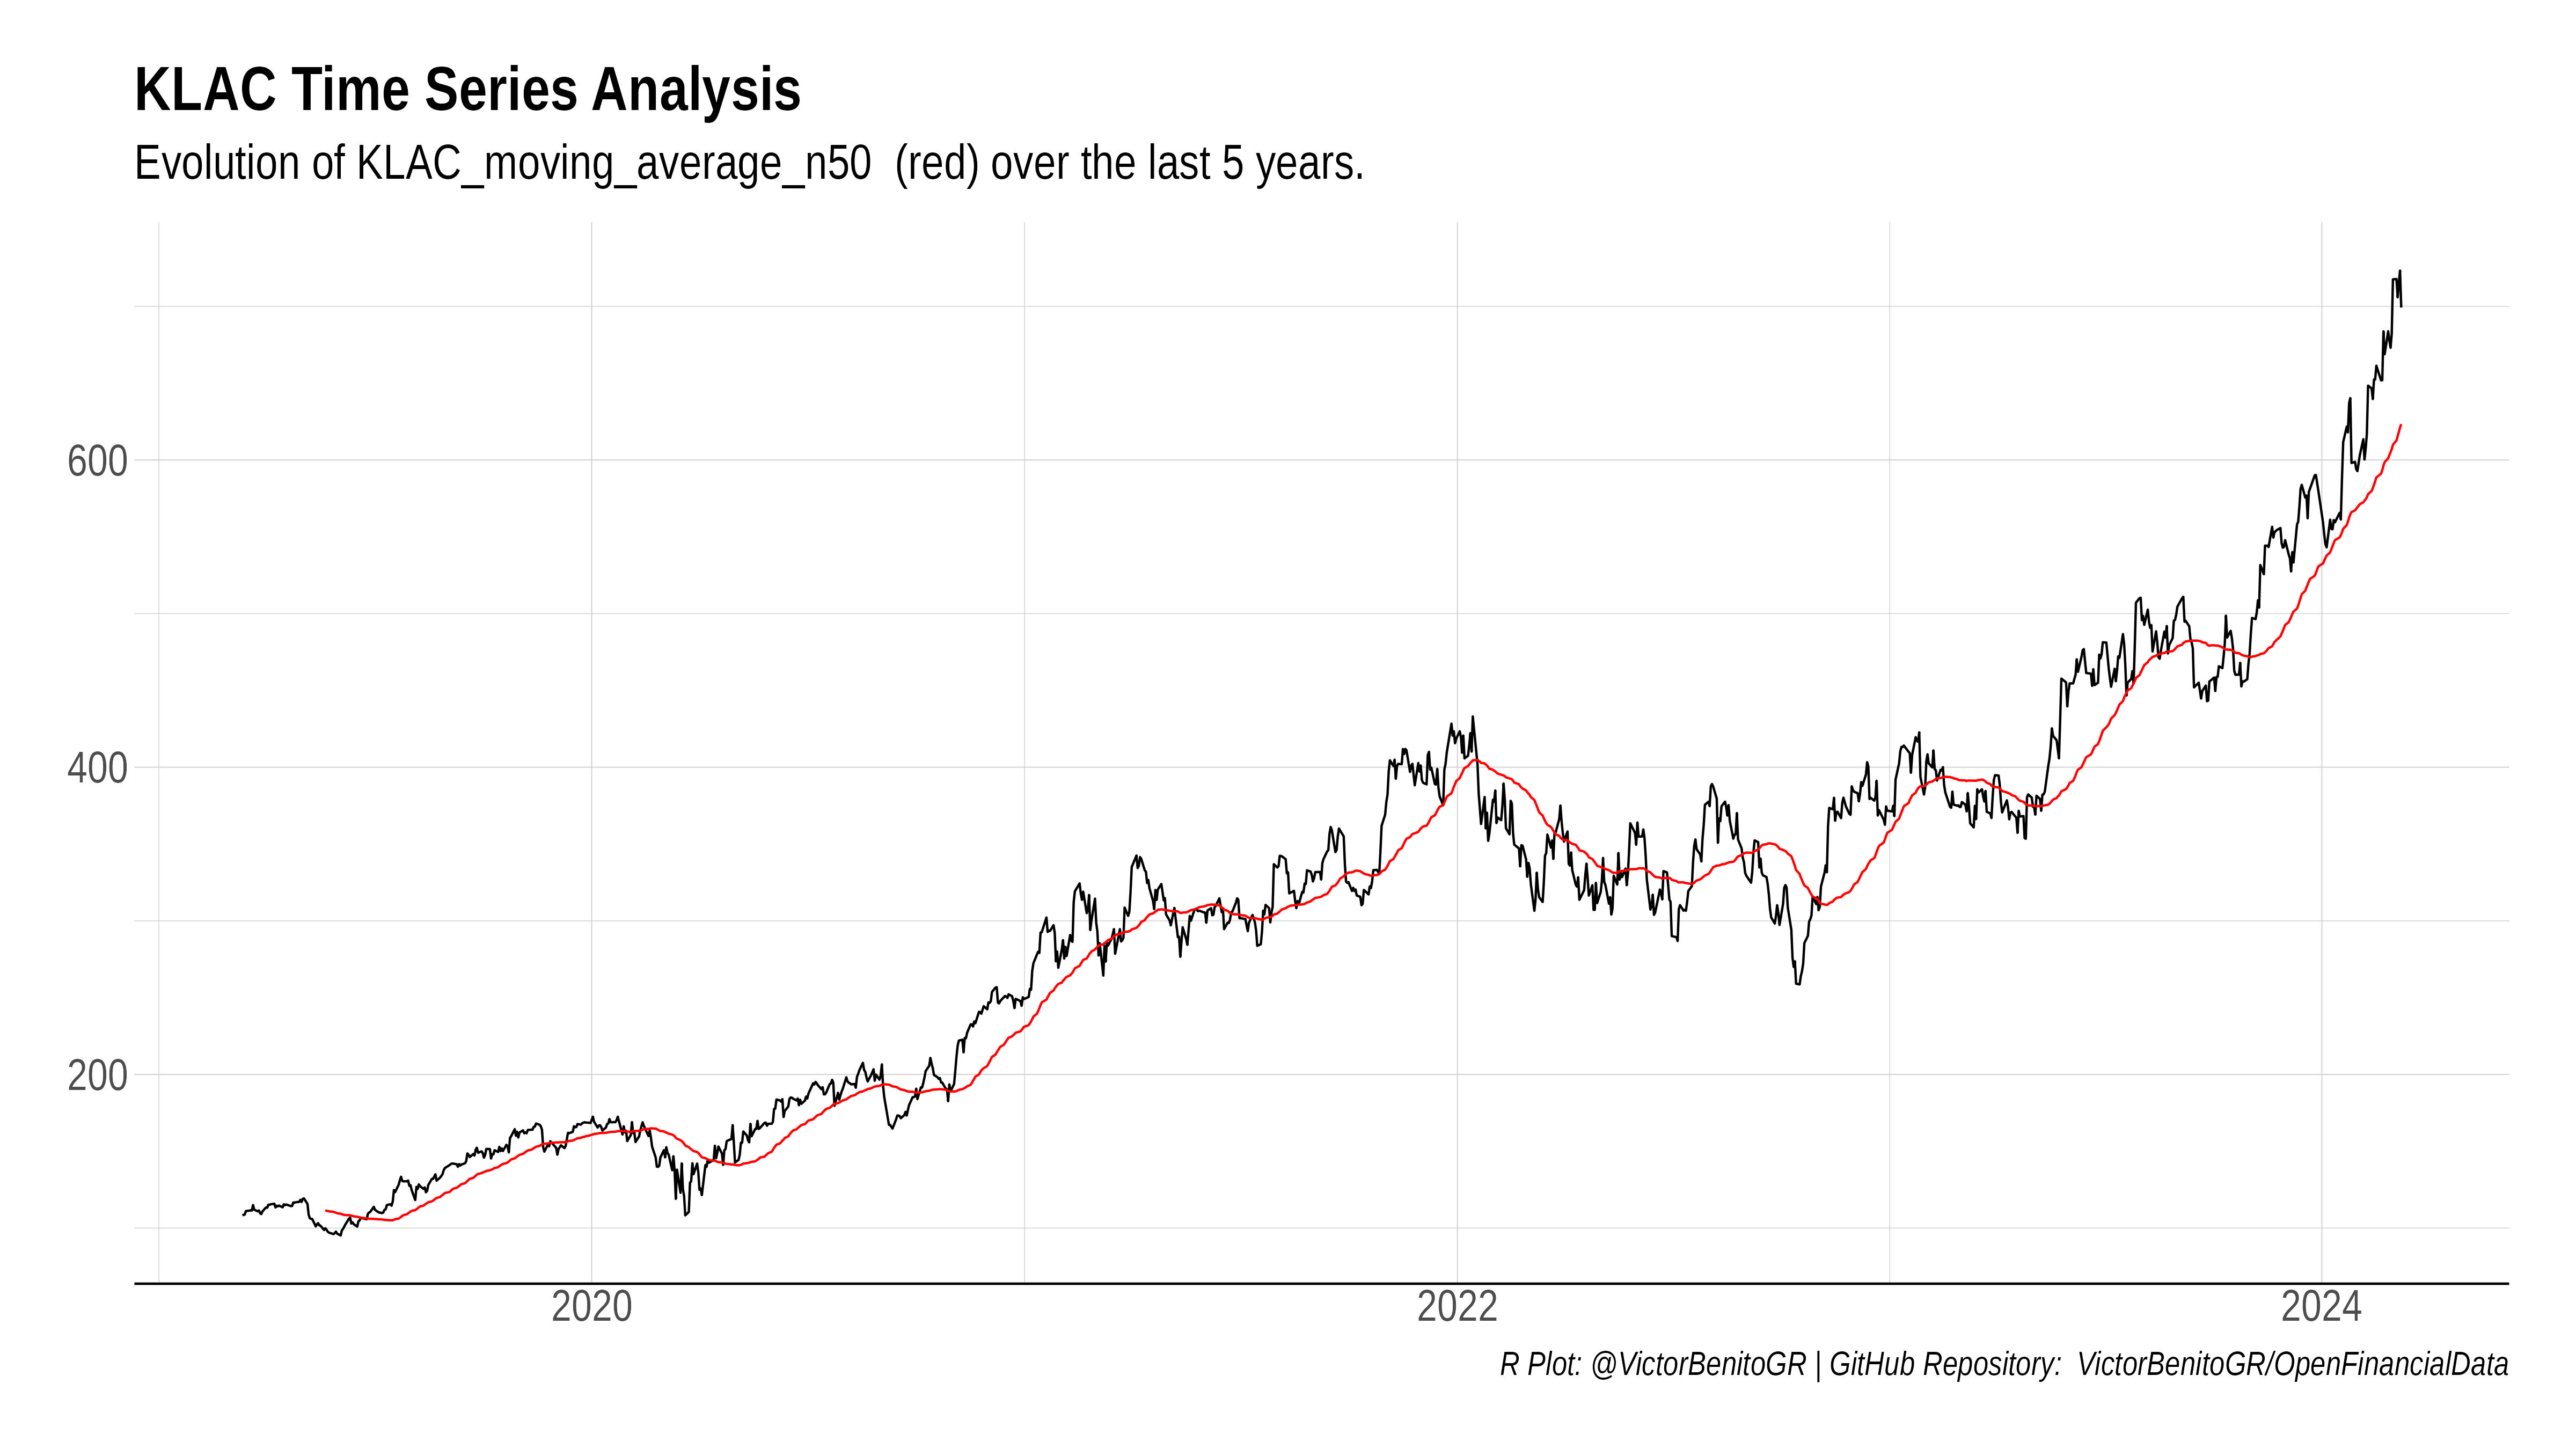 KLAC Time Series Analysis
Evolution of KLAC_moving_average_n50  (red) over the last 5 years.
600
400
200
2020 2022 2024
R Plot: @VictorBenitoGR | GitHub Repository:  VictorBenitoGR/OpenFinancialData